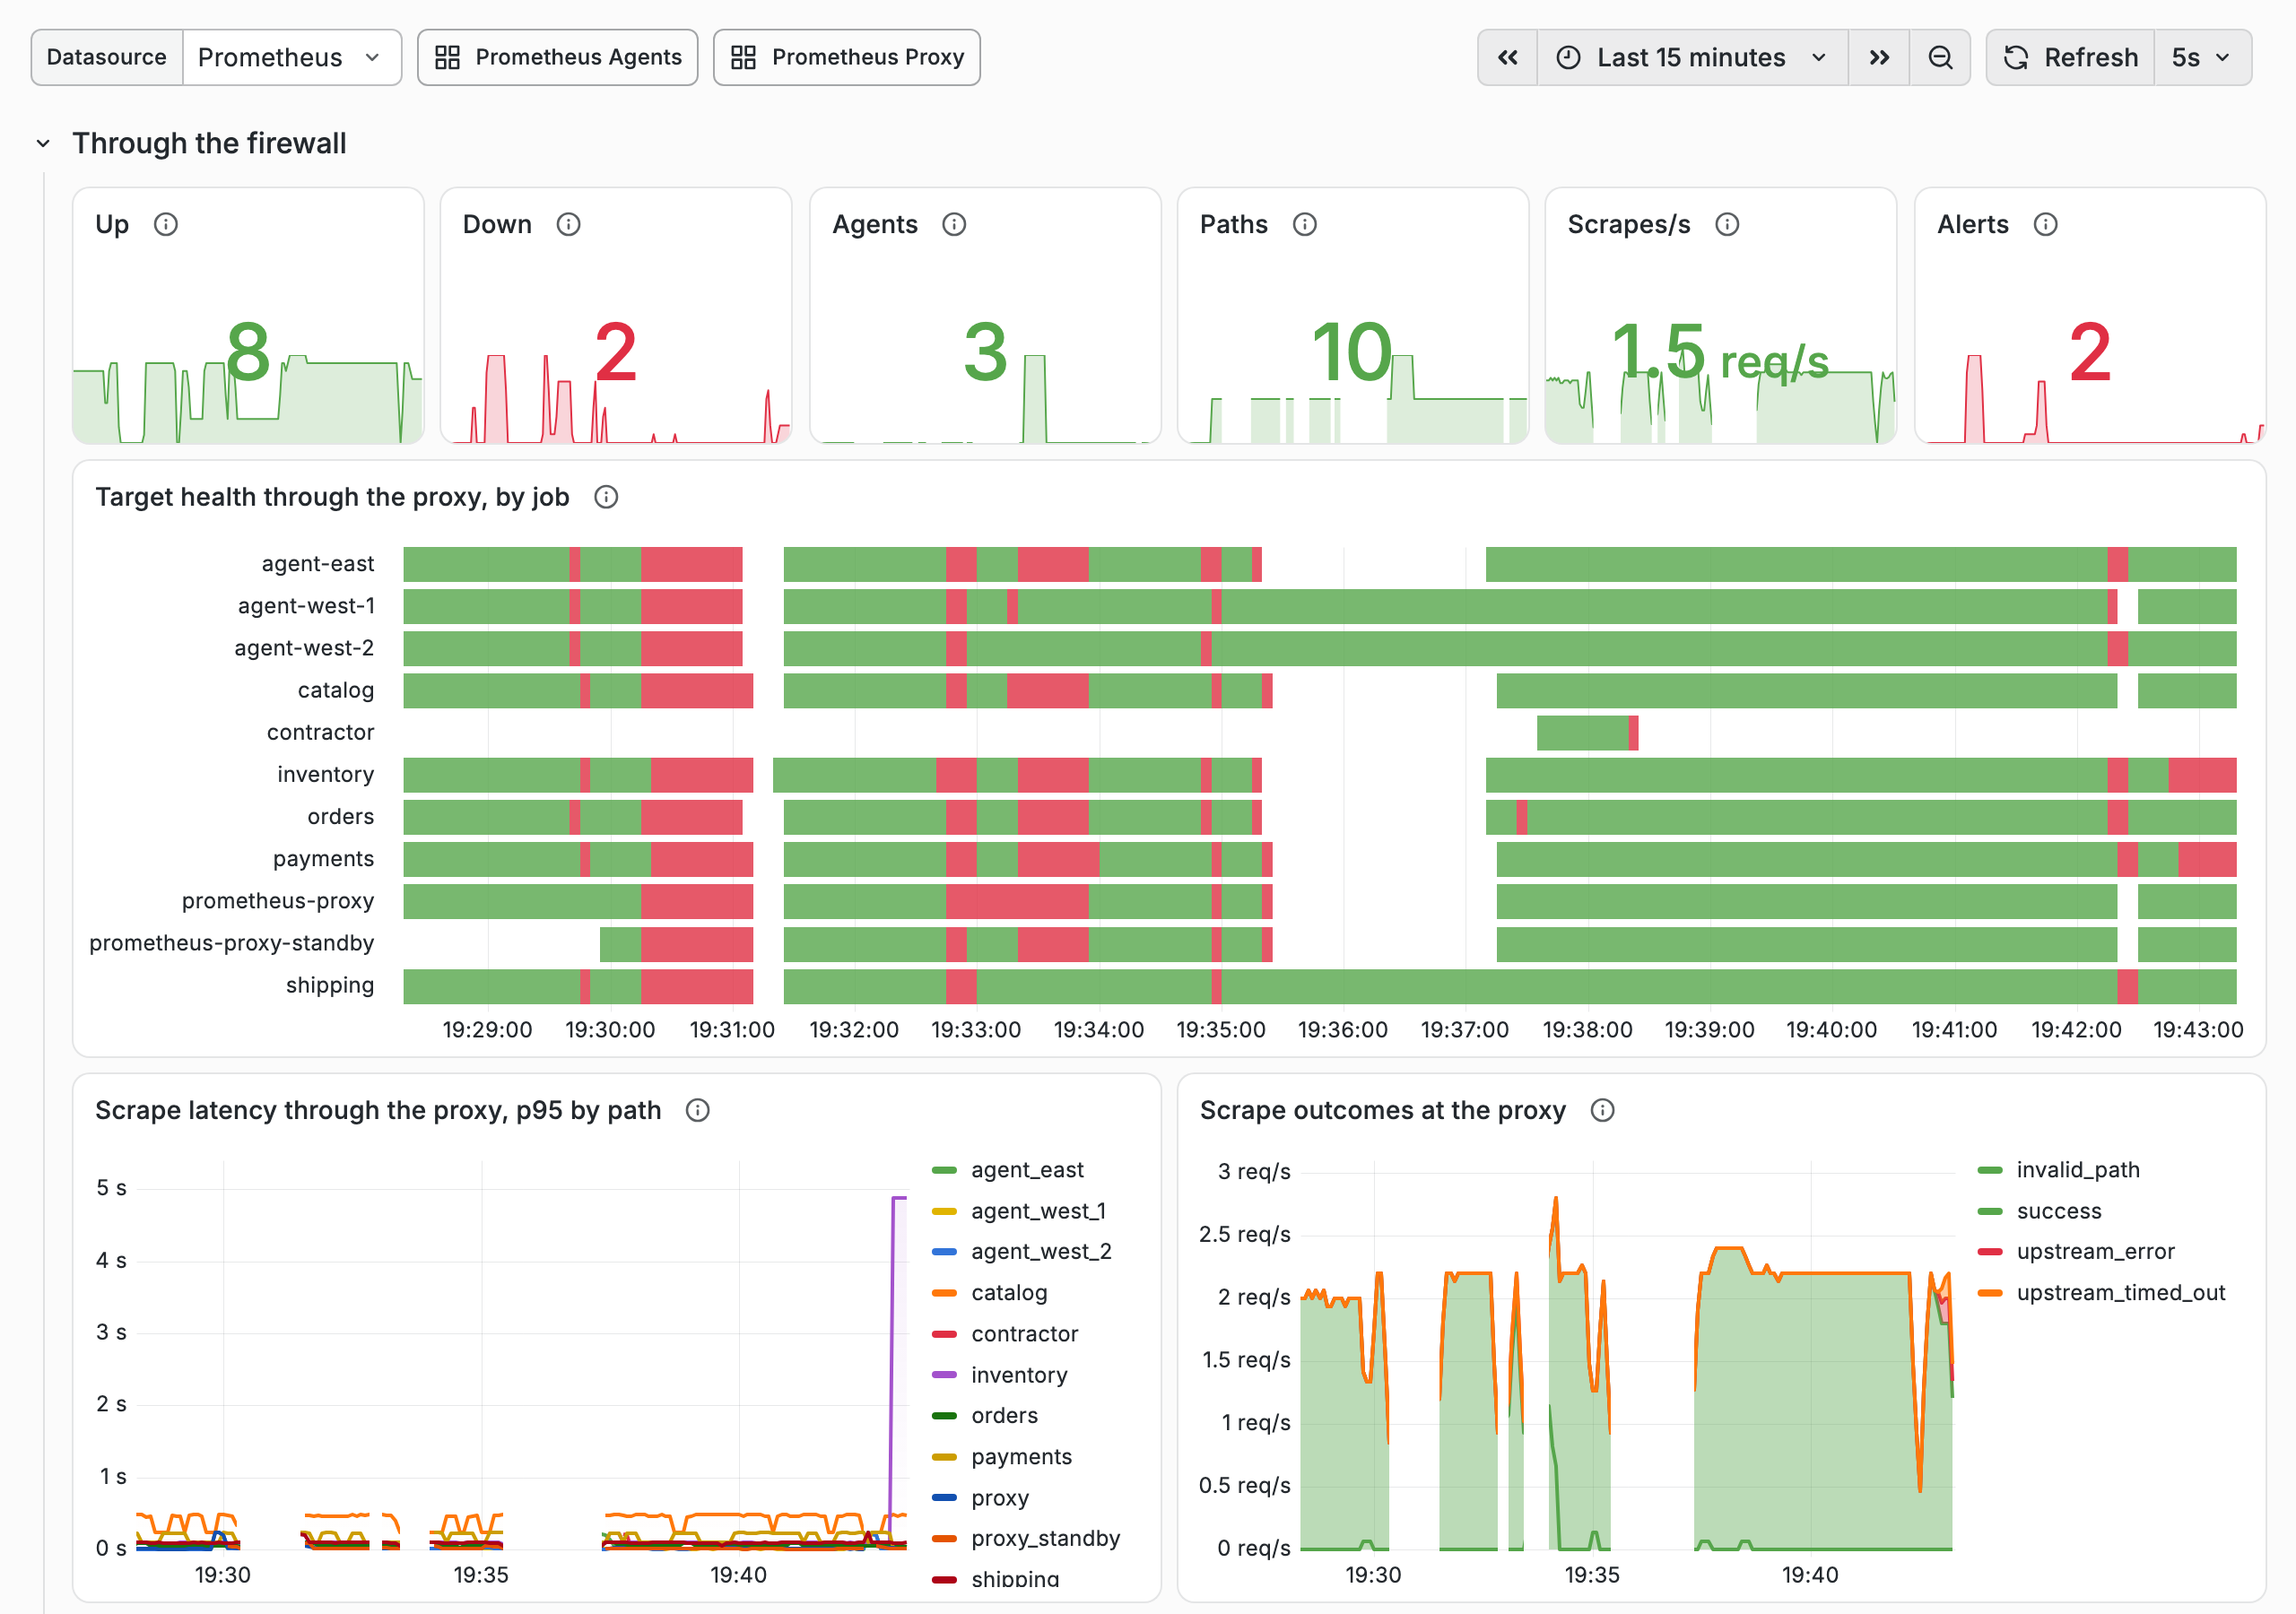 Datasource Prometheus Prometheus Agents Prometheus Proxy Last 15 minutes Refresh 5s
Through the firewall
Up Down Agents Paths Scrapes/s Alerts
8 2 3 10 1.5 req/s 2
Target health through the proxy, by job
agent-east
agent-west-1
agent-west-2
catalog
contractor
inventory
orders
payments
prometheus-proxy
prometheus-proxy-standby
shipping
19:29:00 19:30:00 19:31:00 19:32:00 19:33:00 19:34:00 19:35:00 19:36:00 19:37:00 19:38:00 19:39:00 19:40:00 19:41:00 19:42:00 19:43:00
Scrape latency through the proxy, p95 by path
5 s
4 s
3 s
2 s
1 s
0 s
19:30 19:35 19:40
agent_east
agent_west_1
agent_west_2
catalog
contractor
inventory
orders
payments
proxy
proxy_standby
shipping
Scrape outcomes at the proxy
3 req/s
2.5 req/s
2 req/s
1.5 req/s
1 req/s
0.5 req/s
0 req/s
19:30 19:35 19:40
invalid_path
success
upstream_error
upstream_timed_out